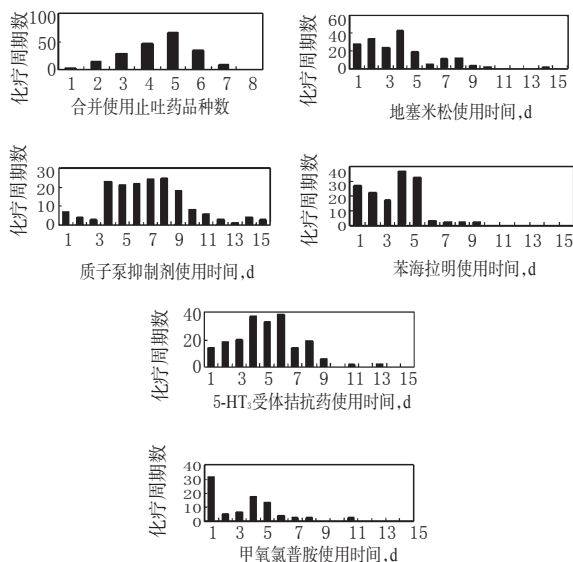 化疗周期数
100
50
0
1 2 3 4 5 6 7 8
合并使用止吐药品种数
化疗周期数
60
40
20
0
1 3 5 7 9 11 13 15
地塞米松使用时间,d
化疗周期数
30
20
10
0
1 3 5 7 9 11 13 15
质子泵抑制剂使用时间,d
化疗周期数
40
30
20
10
0
1 3 5 7 9 11 13 15
苯海拉明使用时间,d
化疗周期数
40
20
0
1 3 5 7 9 11 13 15
5-HT₃受体拮抗药使用时间,d
化疗周期数
40
30
20
10
0
1 3 5 7 9 11 13 15
甲氧氯普胺使用时间,d